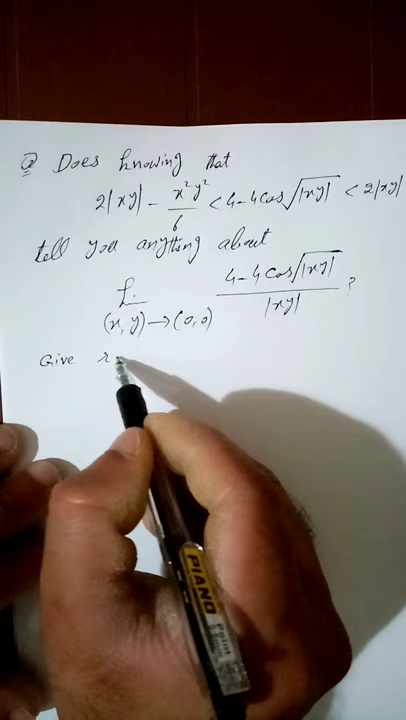 Q Does knowing that
2|xy| - x²y²/6 < 4-4cos√|xy| < 2|xy|
tell you anything about
Lim (x, y)→(0,0) 4-4cos√|xy| / |xy| ?
Give
PIANO
Point